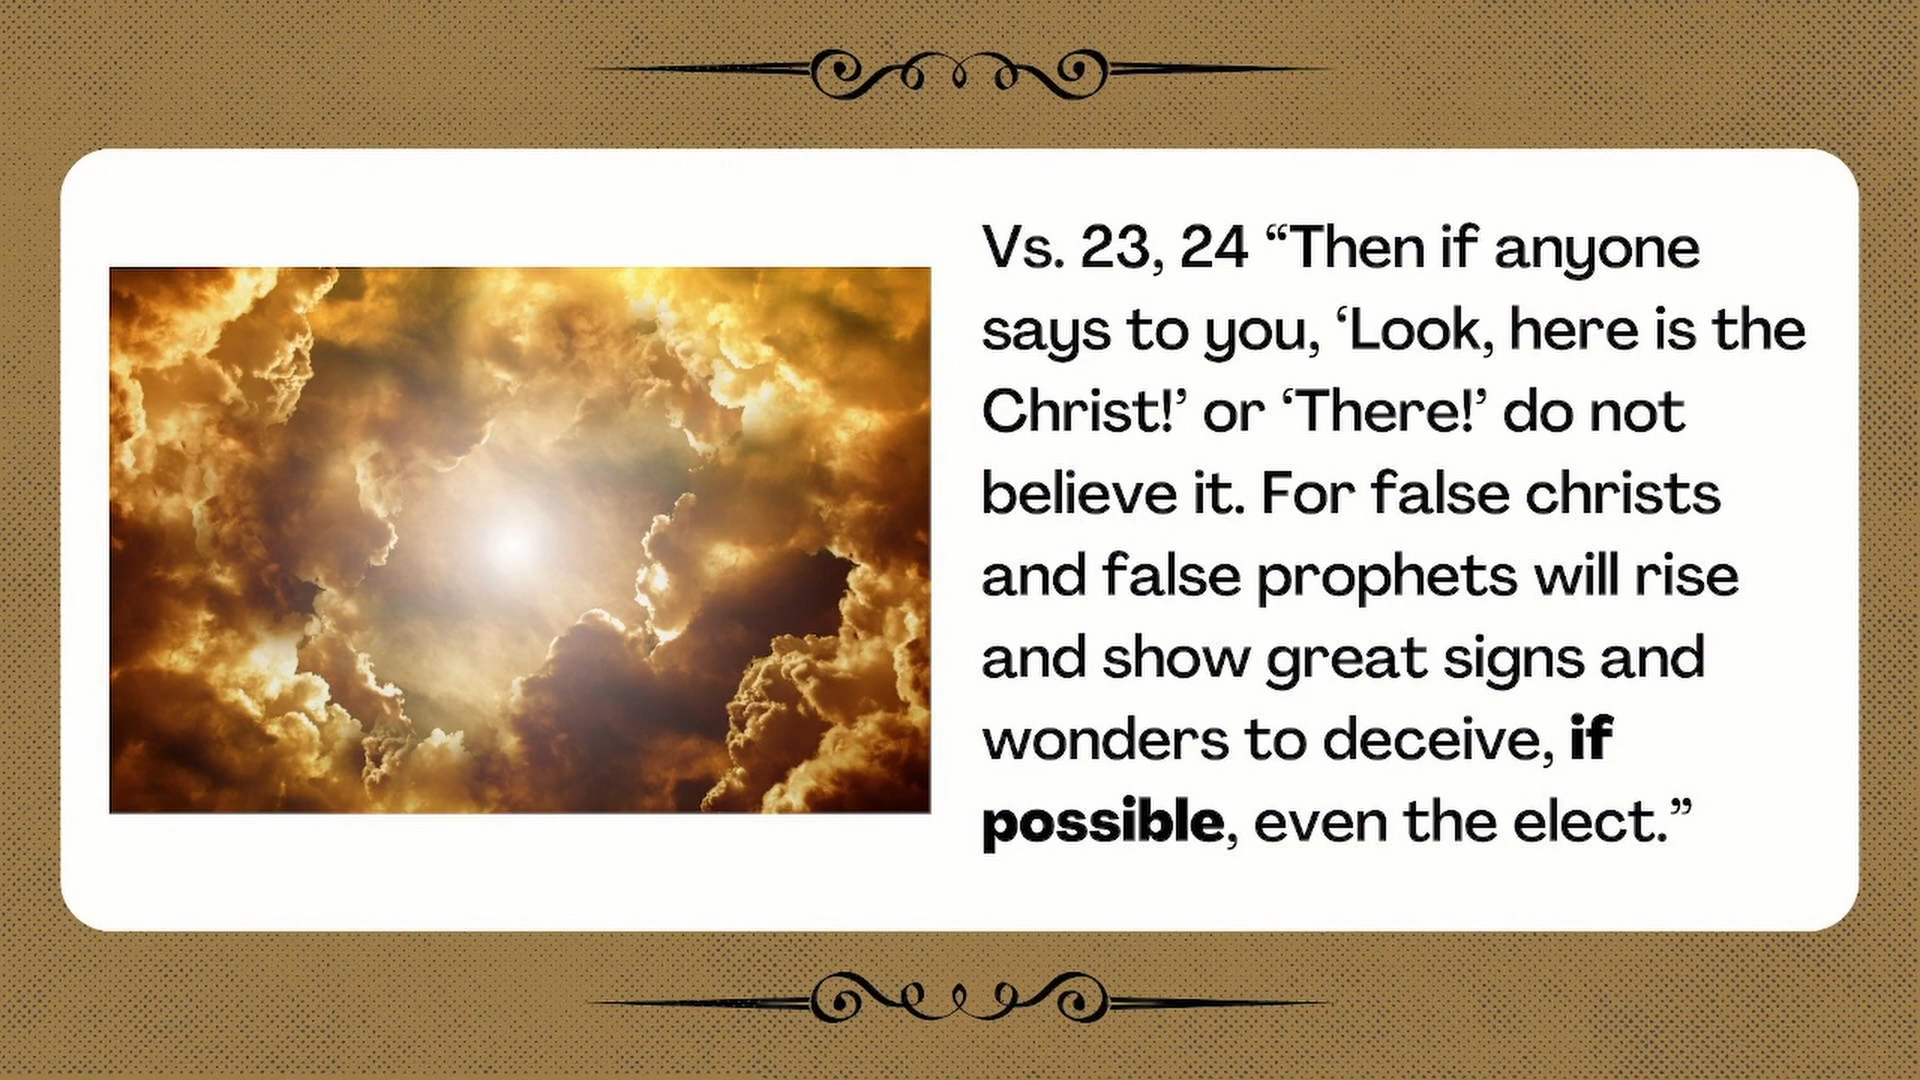 Vs. 23, 24 “Then if anyone
says to you, ‘Look, here is the
Christ!’ or ‘There!’ do not
believe it. For false christs
and false prophets will rise
and show great signs and
wonders to deceive, if
possible, even the elect.”